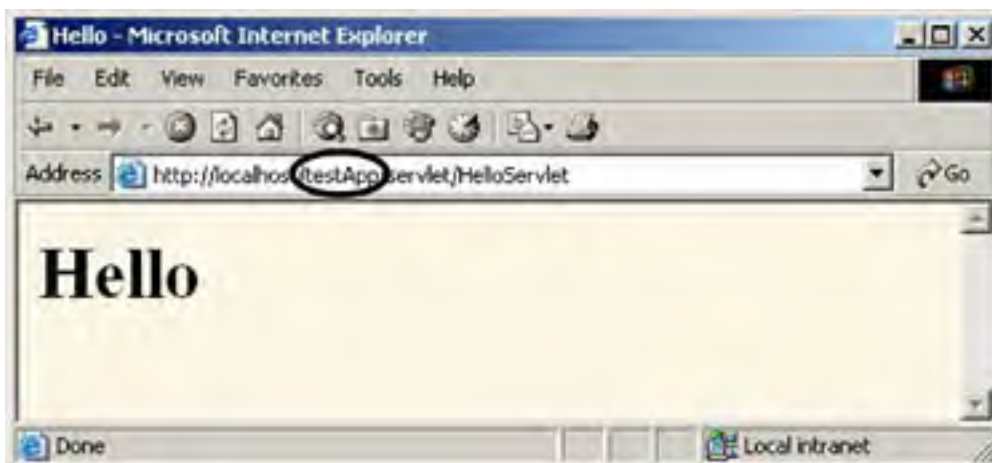 Hello - Microsoft Internet Explorer
File Edit View Favorites Tools Help
Address http://localhost/testApp/servlet/HelloServlet Go
Hello
Done Local intranet